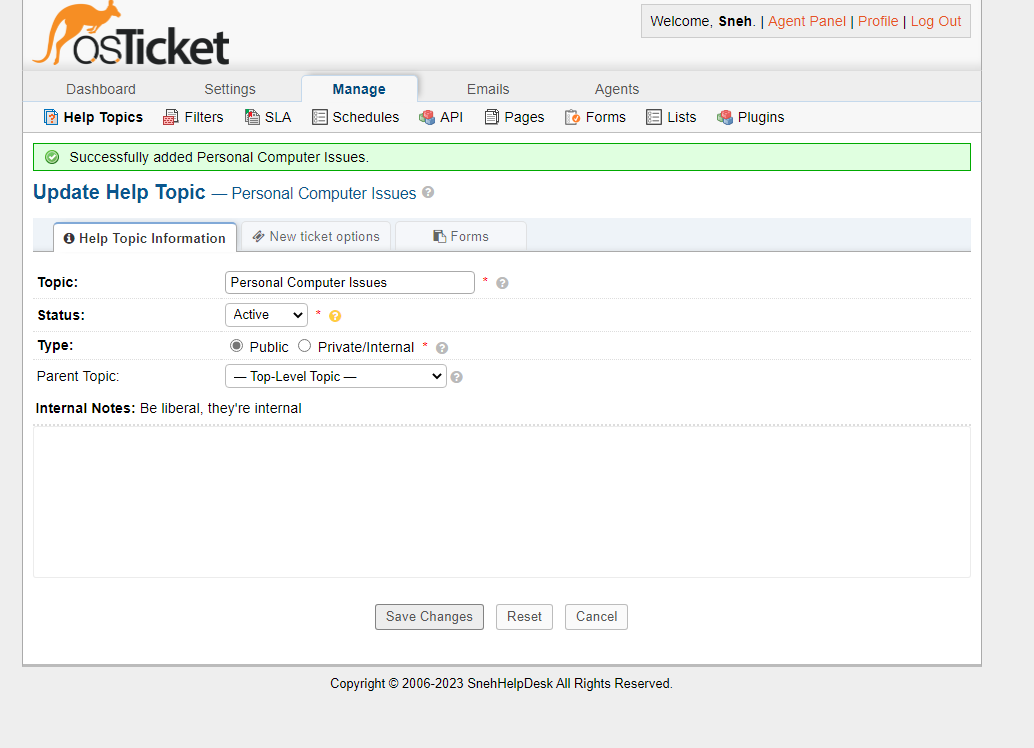 osTicket
Welcome, Sneh. | Agent Panel | Profile | Log Out
Dashboard Settings Manage Emails Agents
Help Topics Filters SLA Schedules API Pages Forms Lists Plugins
Successfully added Personal Computer Issues.
Update Help Topic — Personal Computer Issues ?
Help Topic Information New ticket options Forms
Topic: Personal Computer Issues * ?
Status: Active * ?
Type: Public Private/Internal * ?
Parent Topic: — Top-Level Topic — ?
Internal Notes: Be liberal, they're internal
Save Changes Reset Cancel
Copyright © 2006-2023 SnehHelpDesk All Rights Reserved.